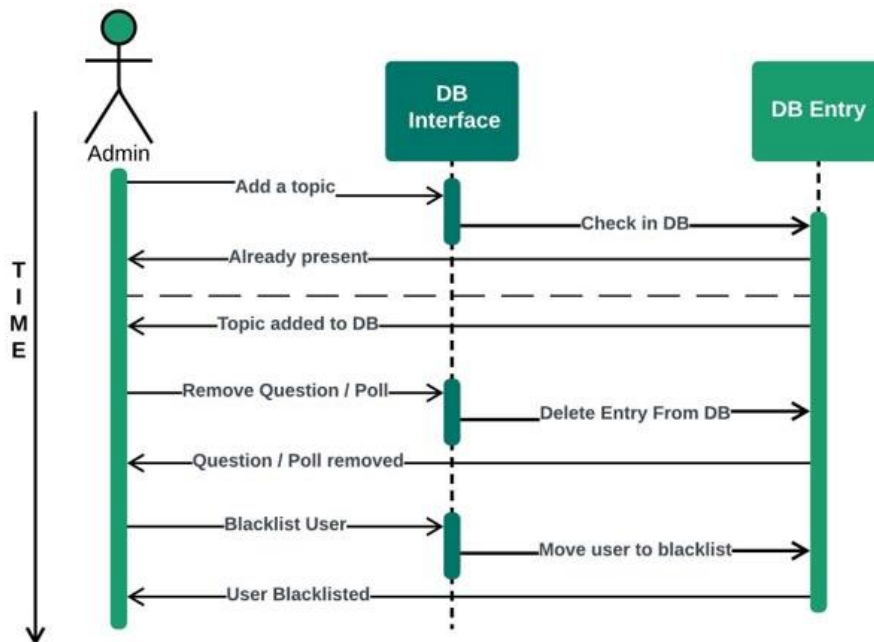 DB
Interface
DB Entry
Admin
Add a topic
Check in DB
Already present
TIME
Topic added to DB
Remove Question / Poll
Delete Entry From DB
Question / Poll removed
Blacklist User
Move user to blacklist
User Blacklisted